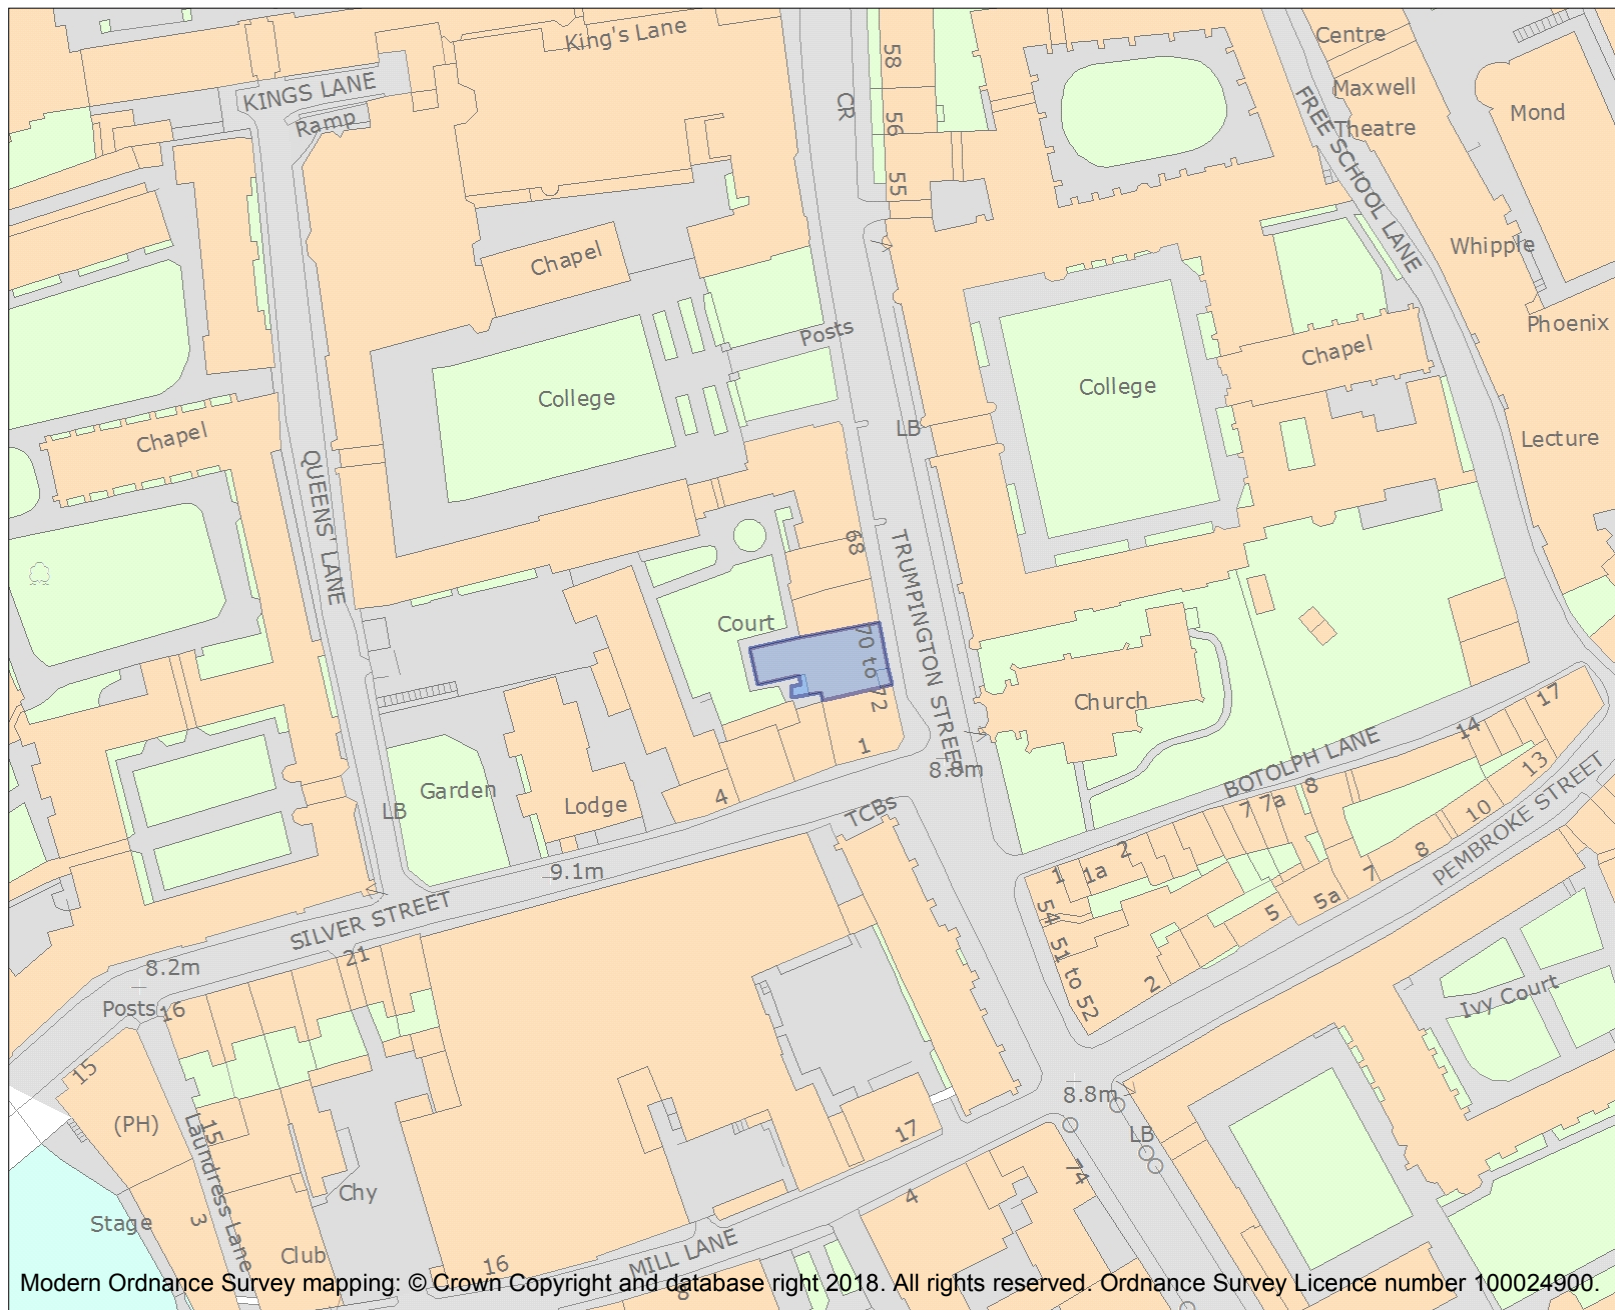 King's Lane
58
Centre
KINGS LANE
Maxwell
CR
FREE SCHOOL LANE
Ramp
56
Theatre
Mond
55
Chapel
Whipple
Posts
Phoenix
Chapel
College
College
Chapel
LB
Lecture
QUEENS' LANE
68
TRUMPINGTON STREET
Court
70 to 72
Church
17
1
14
8.8m
BOTOLPH LANE
Garden
4
Lodge
LB
TCBs
13
8
7a
7
10
PEMBROKE STREET
2
8
9.1m
1
1a
7
5a
54
5
SILVER STREET
51 to 52
21
8.2m
2
Posts
16
Ivy Court
15
8.8m
(PH)
15
17
LB
Laundress Lane
74
Chy
4
Stage
3
Club
MILL LANE
16
8
Modern Ordnance Survey mapping: © Crown Copyright and database right 2018. All rights reserved. Ordnance Survey Licence number 100024900.